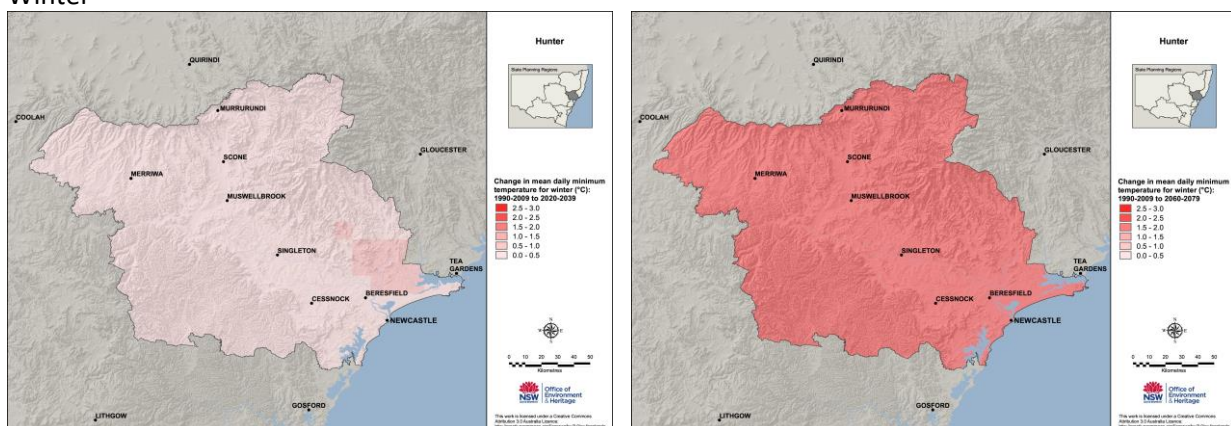 Winter
Hunter
State Planning Regions
QUIRINDI
MURRURUNDI
COOLAH
GLOUCESTER
SCONE
MERRIWA
MUSWELLBROOK
Change in mean daily minimum
temperature for winter (°C):
1990-2009 to 2020-2039
2.5 - 3.0
2.0 - 2.5
1.5 - 2.0
1.0 - 1.5
0.5 - 1.0
0.0 - 0.5
SINGLETON
TEA
GARDENS
BERESFIELD
CESSNOCK
NEWCASTLE
N
W E
S
0 10 20 30 40 50
Kilometres
NSW
GOVERNMENT
Office of
Environment
& Heritage
GOSFORD
LITHGOW
This work is licensed under a Creative Commons
Attribution 3.0 Australia Licence:
Hunter
State Planning Regions
QUIRINDI
MURRURUNDI
COOLAH
GLOUCESTER
SCONE
MERRIWA
MUSWELLBROOK
Change in mean daily minimum
temperature for winter (°C):
1990-2009 to 2060-2079
2.5 - 3.0
2.0 - 2.5
1.5 - 2.0
1.0 - 1.5
0.5 - 1.0
0.0 - 0.5
SINGLETON
TEA
GARDENS
BERESFIELD
CESSNOCK
NEWCASTLE
N
W E
S
0 10 20 30 40 50
Kilometres
NSW
GOVERNMENT
Office of
Environment
& Heritage
GOSFORD
LITHGOW
This work is licensed under a Creative Commons
Attribution 3.0 Australia Licence: